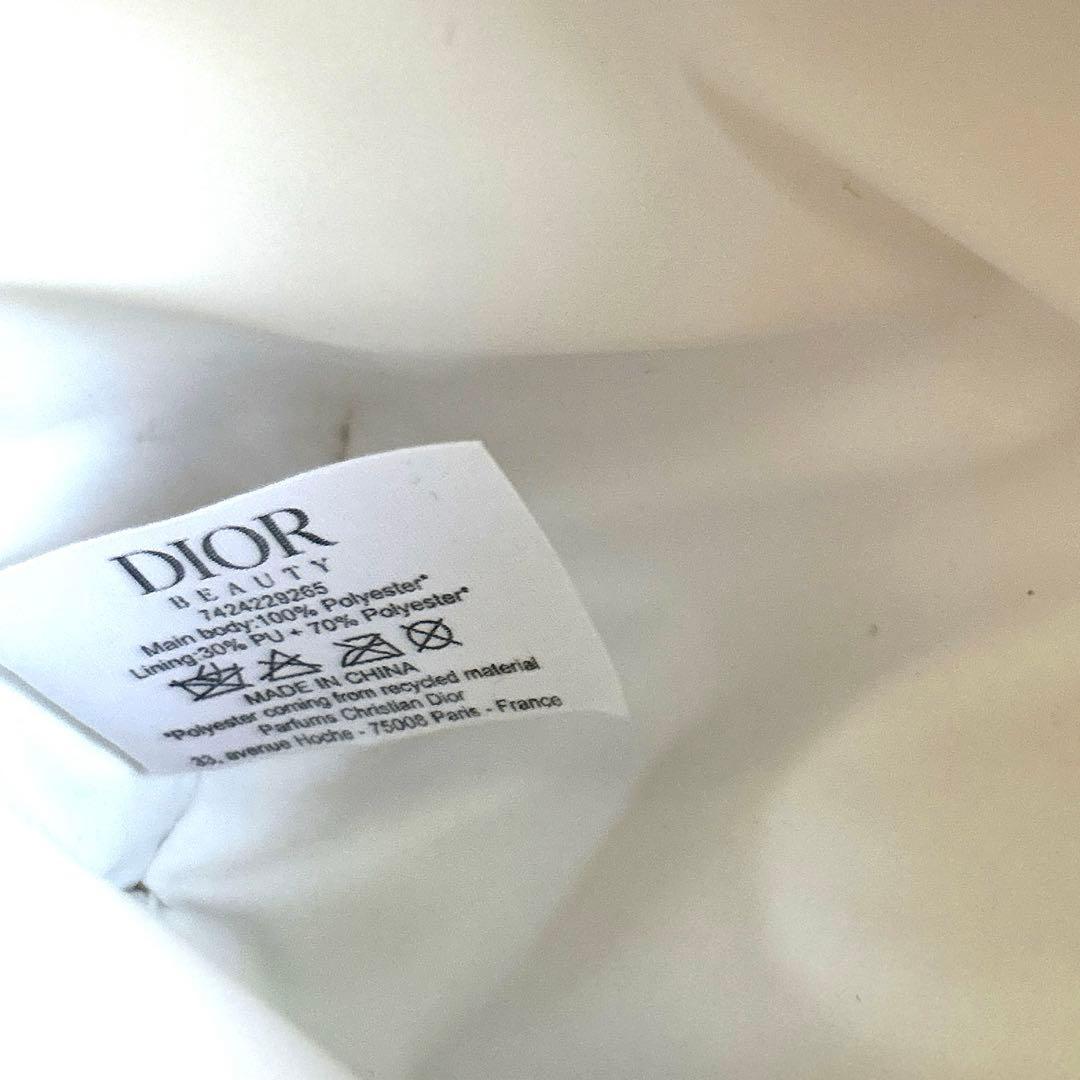 DIOR
BEAUTY
7424229265
Main body:100% Polyester*
Lining:30% PU + 70% Polyester*
MADE IN CHINA
*Polyester coming from recycled material
Parfums Christian Dior
33, avenue Hoche - 75008 Paris - France